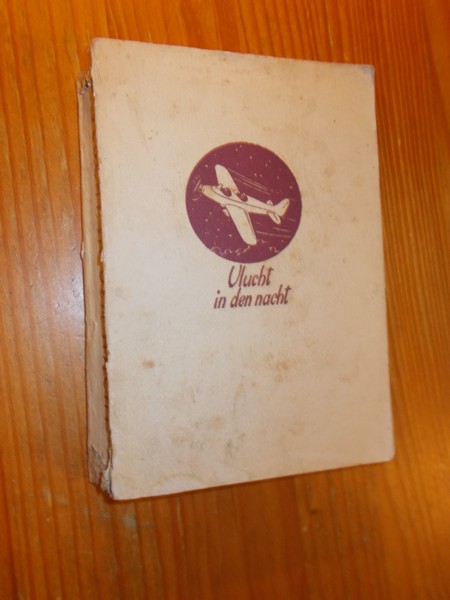 Vlucht
in den nacht